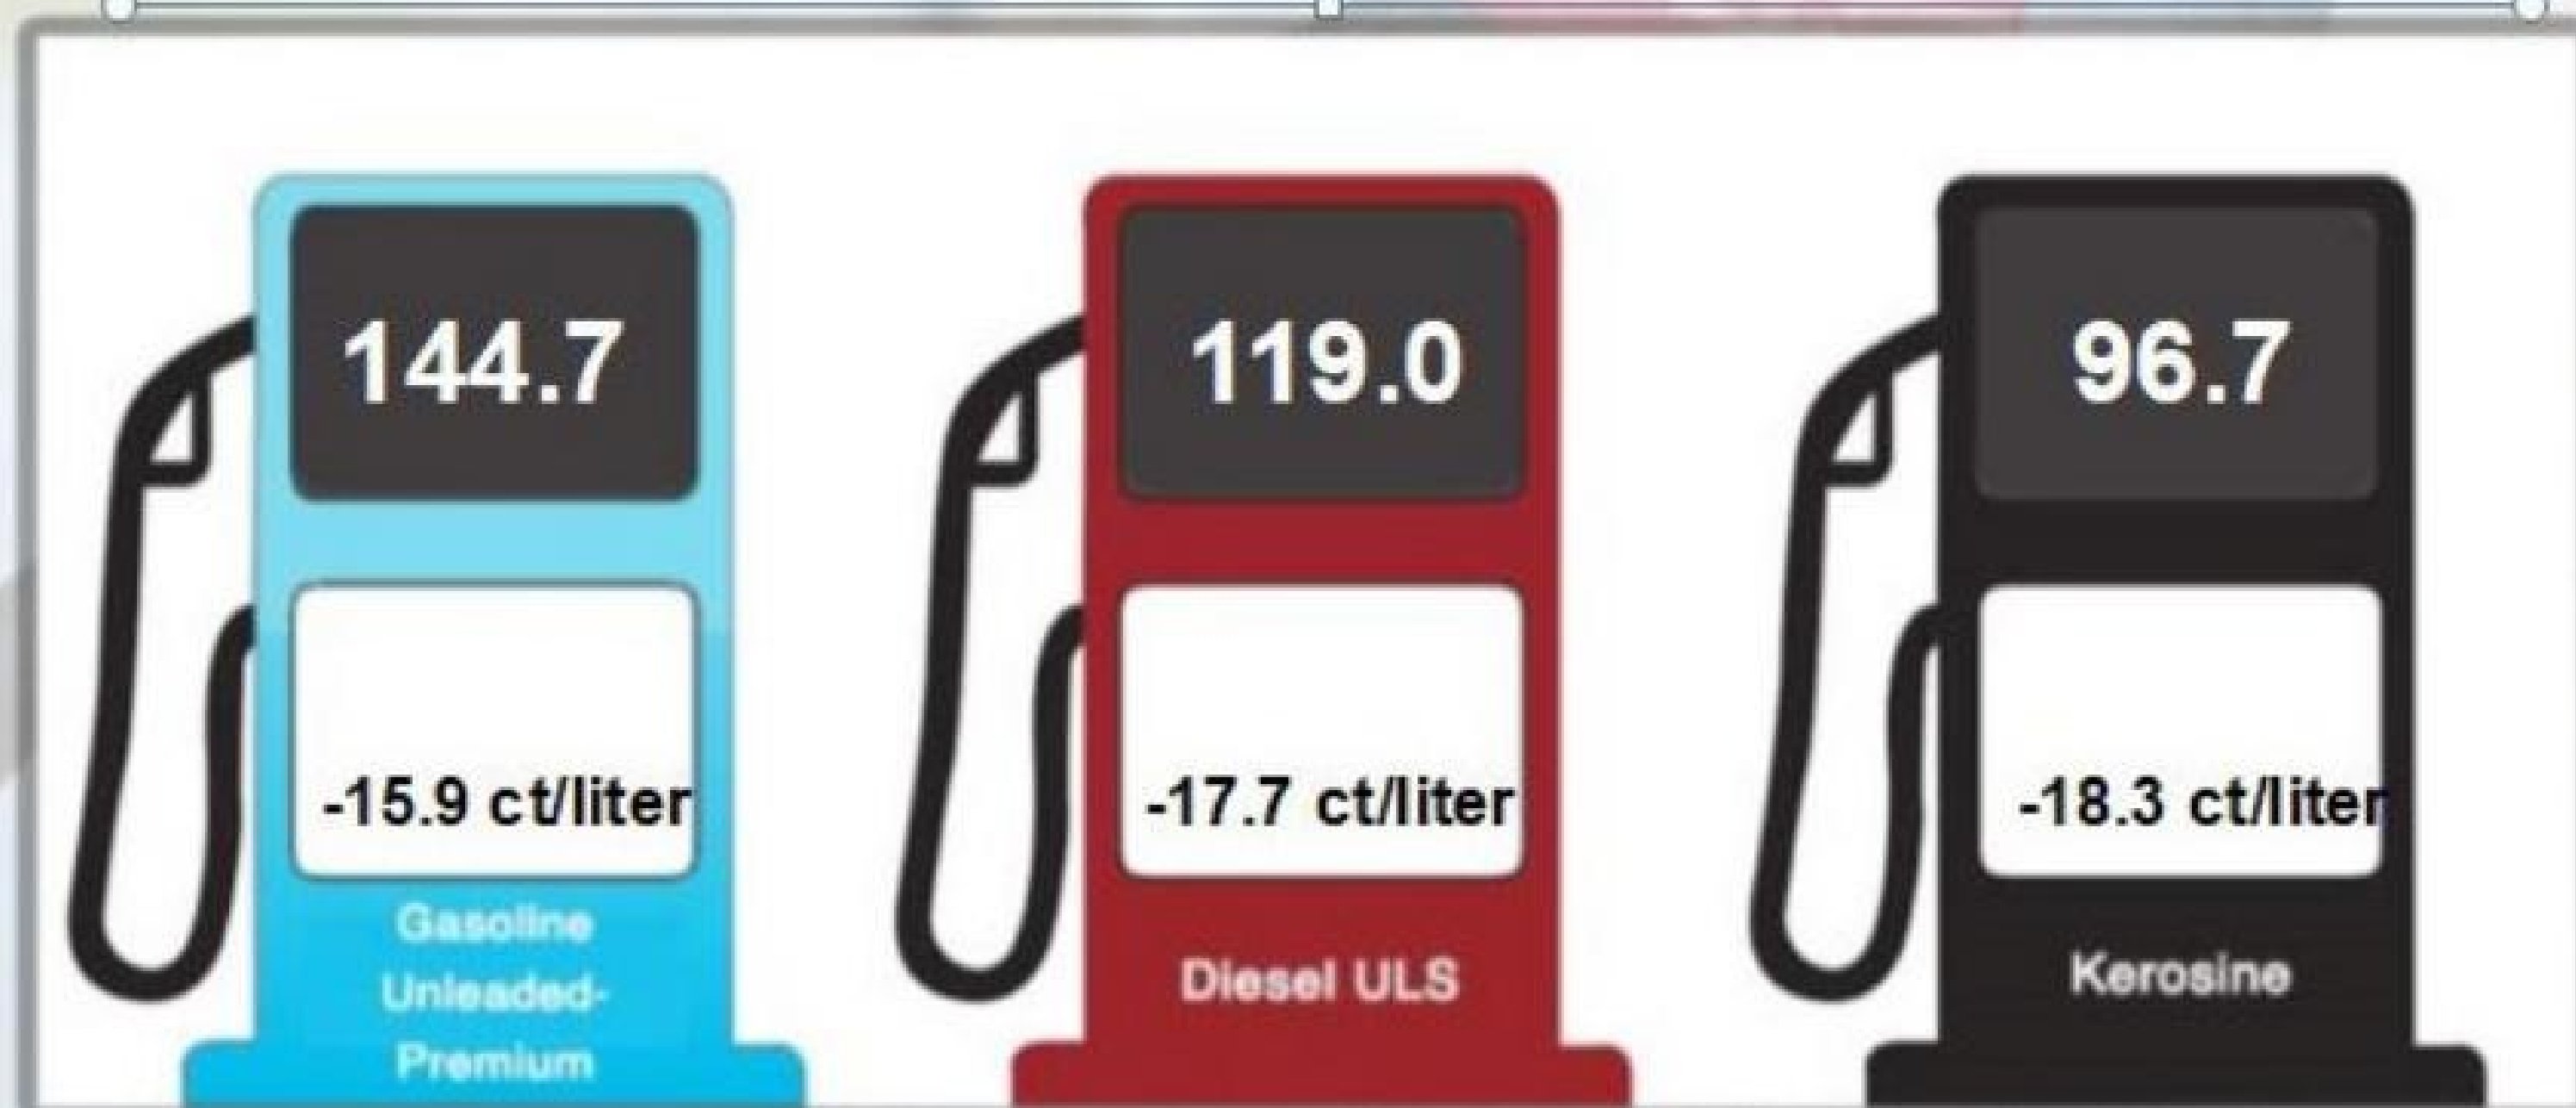 144.7
119.0
96.7
-15.9 ct/liter
-17.7 ct/liter
-18.3 ct/liter
Gasoline
Unleaded-
Premium
Diesel ULS
Kerosine